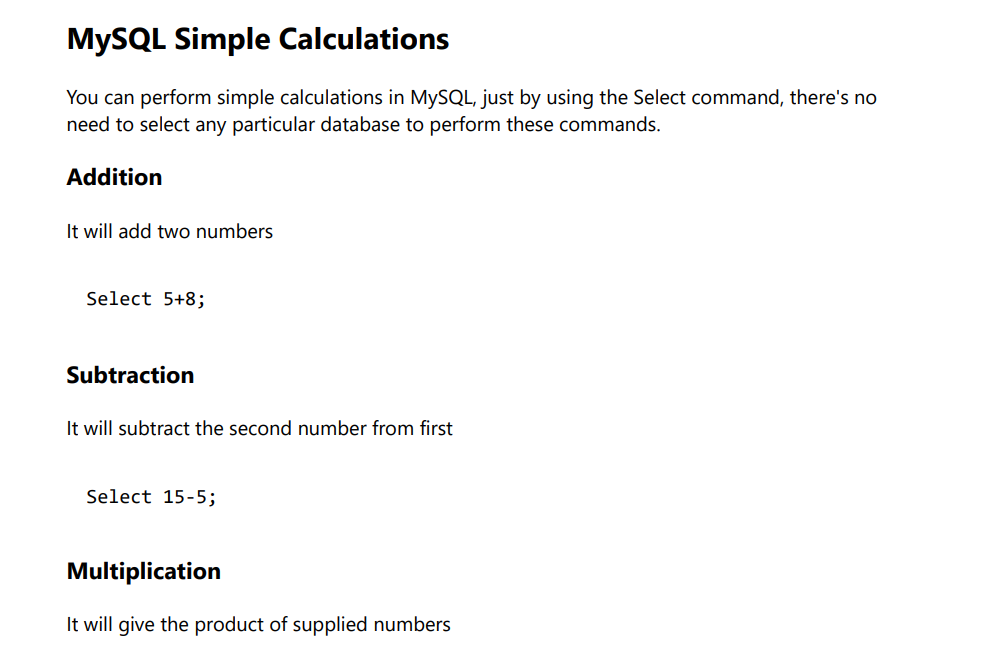 MySQL Simple Calculations
You can perform simple calculations in MySQL, just by using the Select command, there's no
need to select any particular database to perform these commands.
Addition
It will add two numbers
Select 5+8;
Subtraction
It will subtract the second number from first
Select 15-5;
Multiplication
It will give the product of supplied numbers